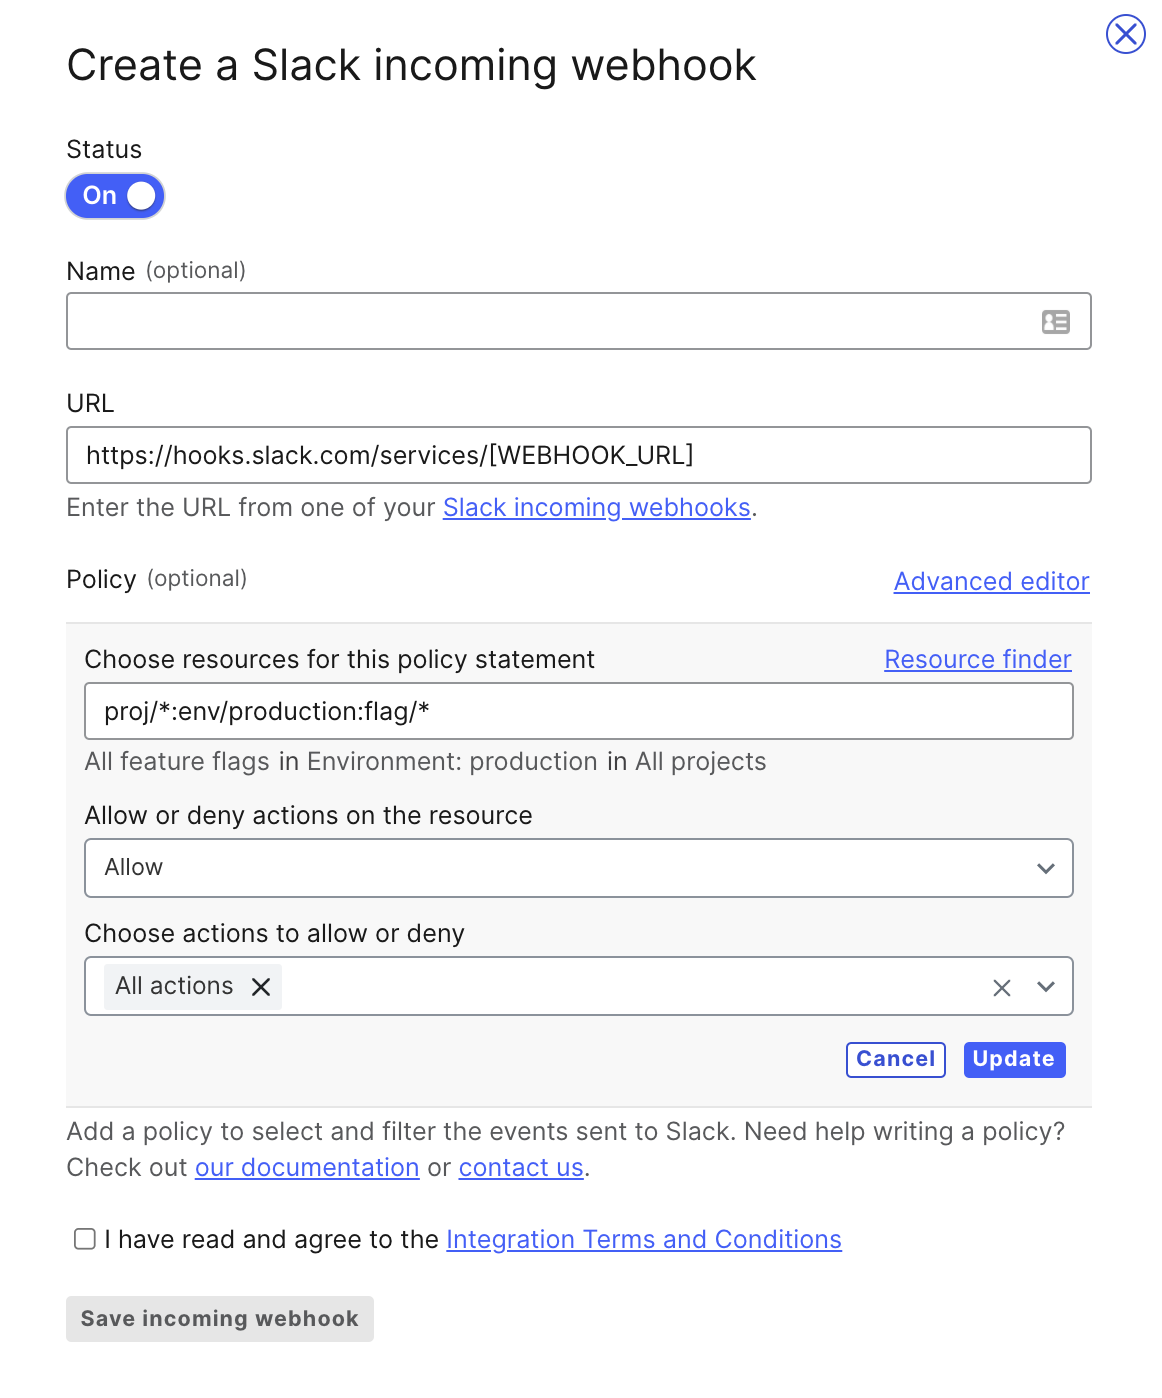 Create a Slack incoming webhook
Status
On
Name (optional)
URL
https://hooks.slack.com/services/[WEBHOOK_URL]
Enter the URL from one of your Slack incoming webhooks.
Policy (optional) Advanced editor
Choose resources for this policy statement Resource finder
proj/*:env/production:flag/*
All feature flags in Environment: production in All projects
Allow or deny actions on the resource
Allow
Choose actions to allow or deny
All actions
Cancel Update
Add a policy to select and filter the events sent to Slack. Need help writing a policy?
Check out our documentation or contact us.
I have read and agree to the Integration Terms and Conditions
Save incoming webhook